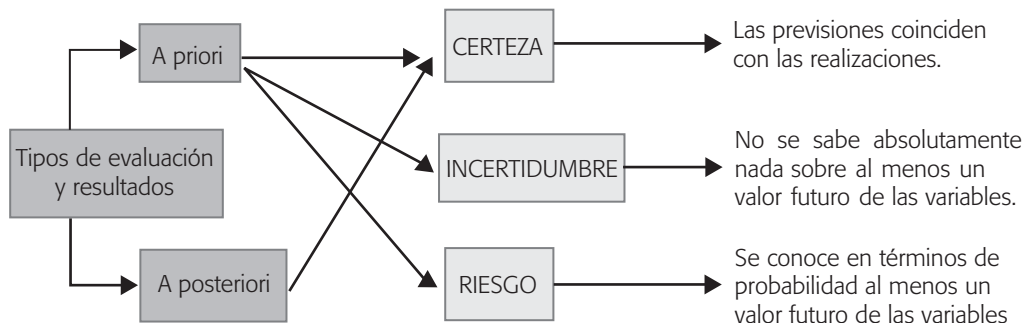 Tipos de evaluación
y resultados
A priori
A posteriori
CERTEZA
Las previsiones coinciden
con las realizaciones.
INCERTIDUMBRE
No se sabe absolutamente
nada sobre al menos un
valor futuro de las variables.
RIESGO
Se conoce en términos de
probabilidad al menos un
valor futuro de las variables